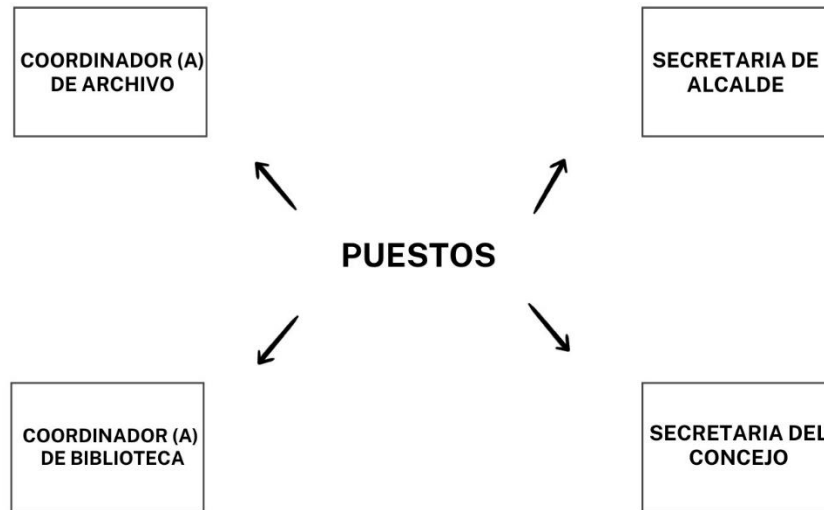 COORDINADOR (A)
DE ARCHIVO
SECRETARIA DE
ALCALDE
PUESTOS
COORDINADOR (A)
DE BIBLIOTECA
SECRETARIA DEL
CONCEJO